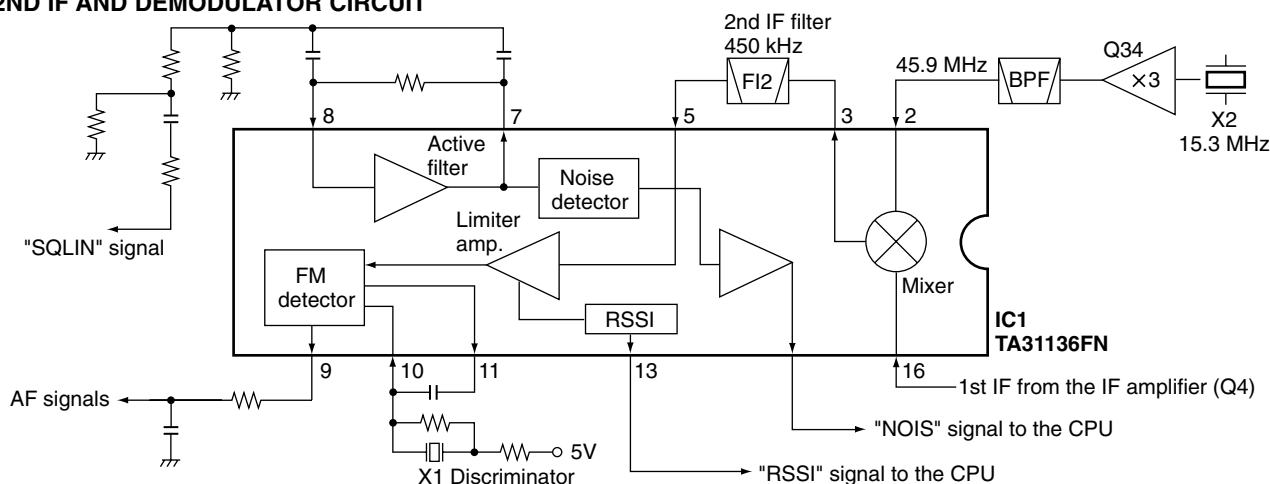 2ND IF AND DEMODULATOR CIRCUIT
2nd IF filter
450 kHz
Q34
45.9 MHz
FI2
BPF
×3
X2
15.3 MHz
8
7
5
3
2
Active
filter
Noise
detector
Limiter
amp.
"SQLIN" signal
FM
detector
Mixer
RSSI
IC1
TA31136FN
9
10
11
13
16
AF signals
1st IF from the IF amplifier (Q4)
"NOIS" signal to the CPU
5V
X1 Discriminator
"RSSI" signal to the CPU